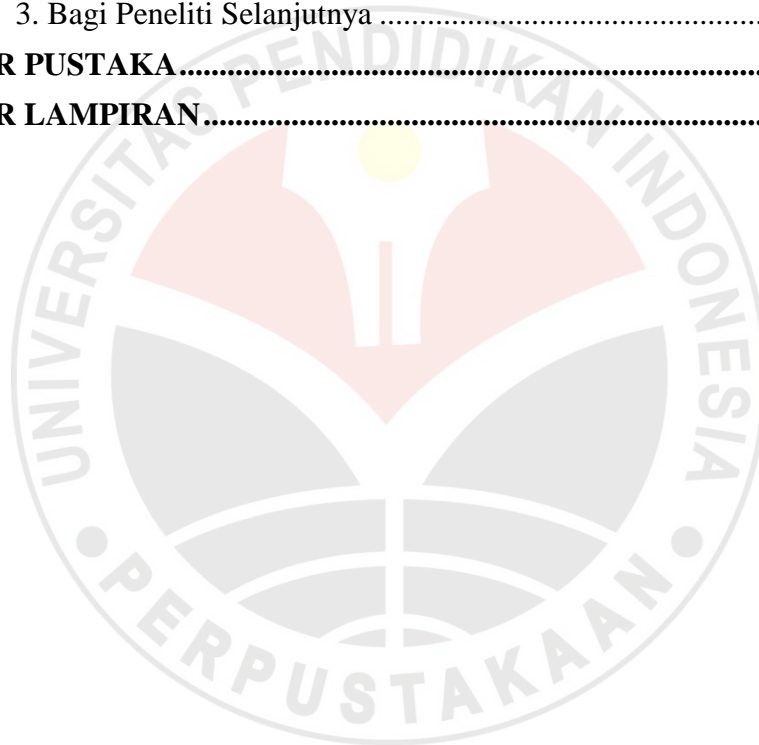 3. Bagi Peneliti Selanjutnya ..................................................
R PUSTAKA..........................................................................
R LAMPIRAN.......................................................................
UNIVERSITAS PENDIDIKAN INDONESIA
PERPUSTAKAAN